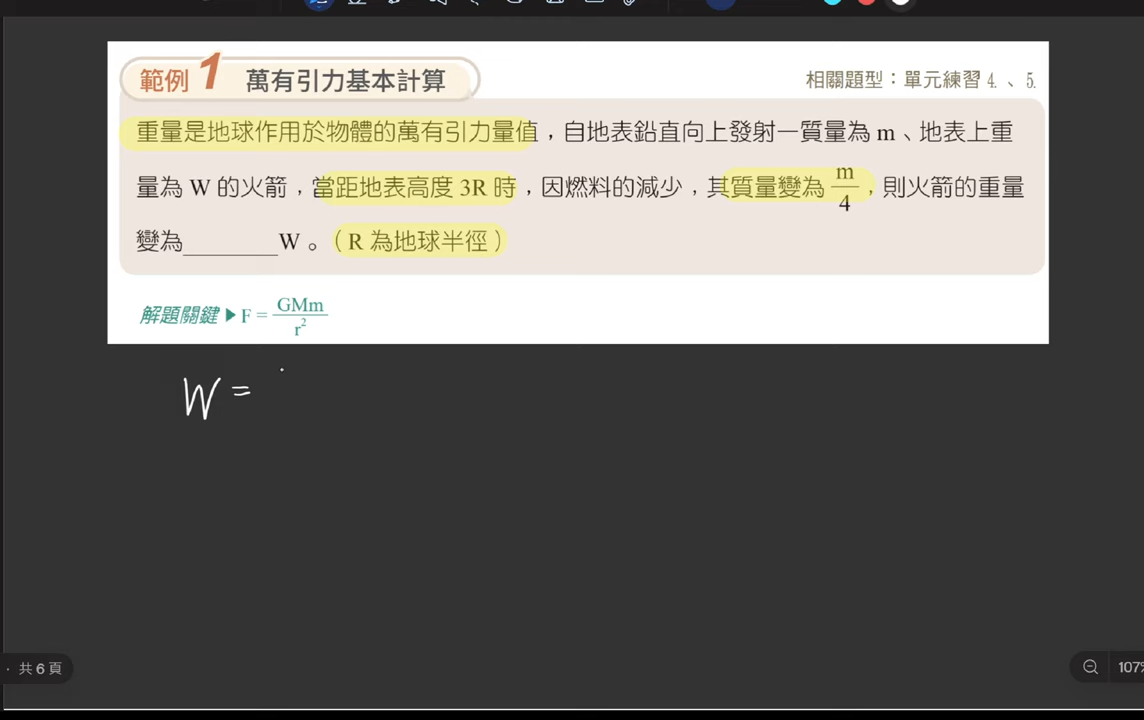 範例 1 萬有引力基本計算 相關題型：單元練習 4. 、 5.
重量是地球作用於物體的萬有引力量值，自地表鉛直向上發射一質量為 m、地表上重
量為 W 的火箭，當距地表高度 3R 時，因燃料的減少，其質量變為 m/4，則火箭的重量
變為________W 。（ R 為地球半徑 ）
解題關鍵▶F = GMm/r²
W =
· 共 6 頁
107%